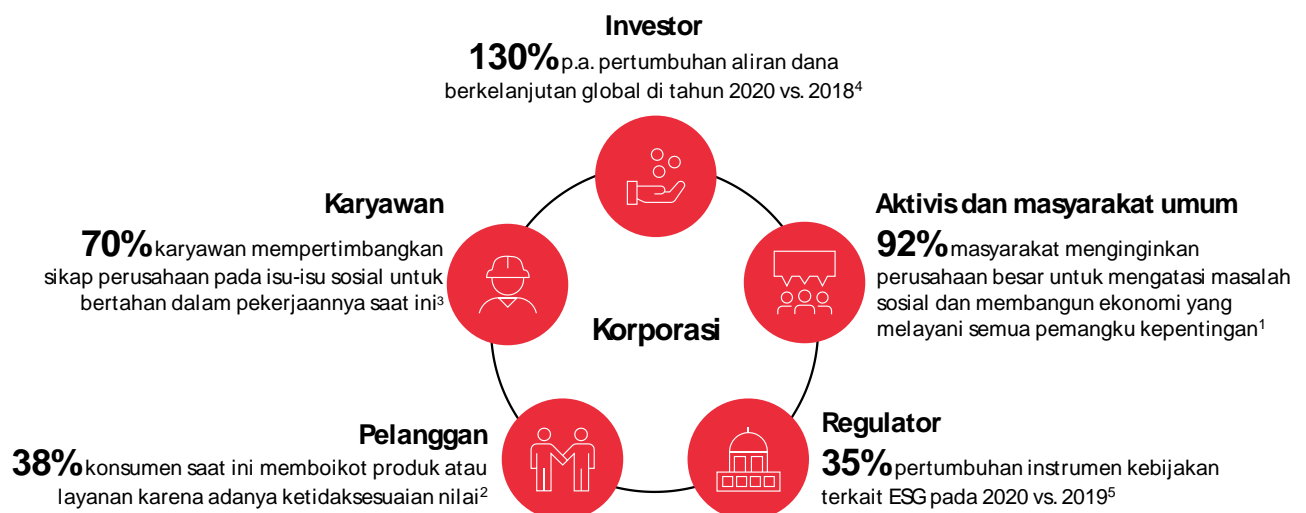 Investor
130% p.a. pertumbuhan aliran dana
berkelanjutan global di tahun 2020 vs. 2018⁴
Karyawan
70% karyawan mempertimbangkan
sikap perusahaan pada isu-isu sosial untuk
bertahan dalam pekerjaannya saat ini³
Aktivis dan masyarakat umum
92% masyarakat menginginkan
perusahaan besar untuk mengatasi masalah
sosial dan membangun ekonomi yang
melayani semua pemangku kepentingan¹
Korporasi
Pelanggan
38% konsumen saat ini memboikot produk atau
layanan karena adanya ketidaksesuaian nilai²
Regulator
35% pertumbuhan instrumen kebijakan
terkait ESG pada 2020 vs. 2019⁵